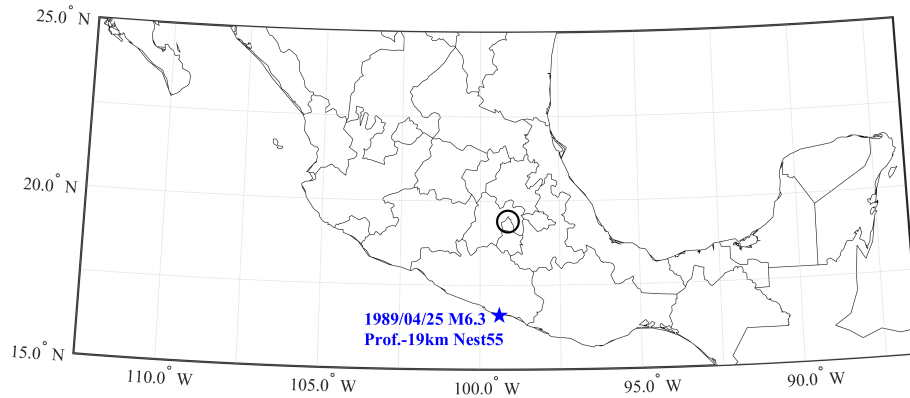 25.0° N
20.0° N
15.0° N
1989/04/25 M6.3
Prof.-19km Nest55
110.0° W
105.0° W
100.0° W
95.0° W
90.0° W